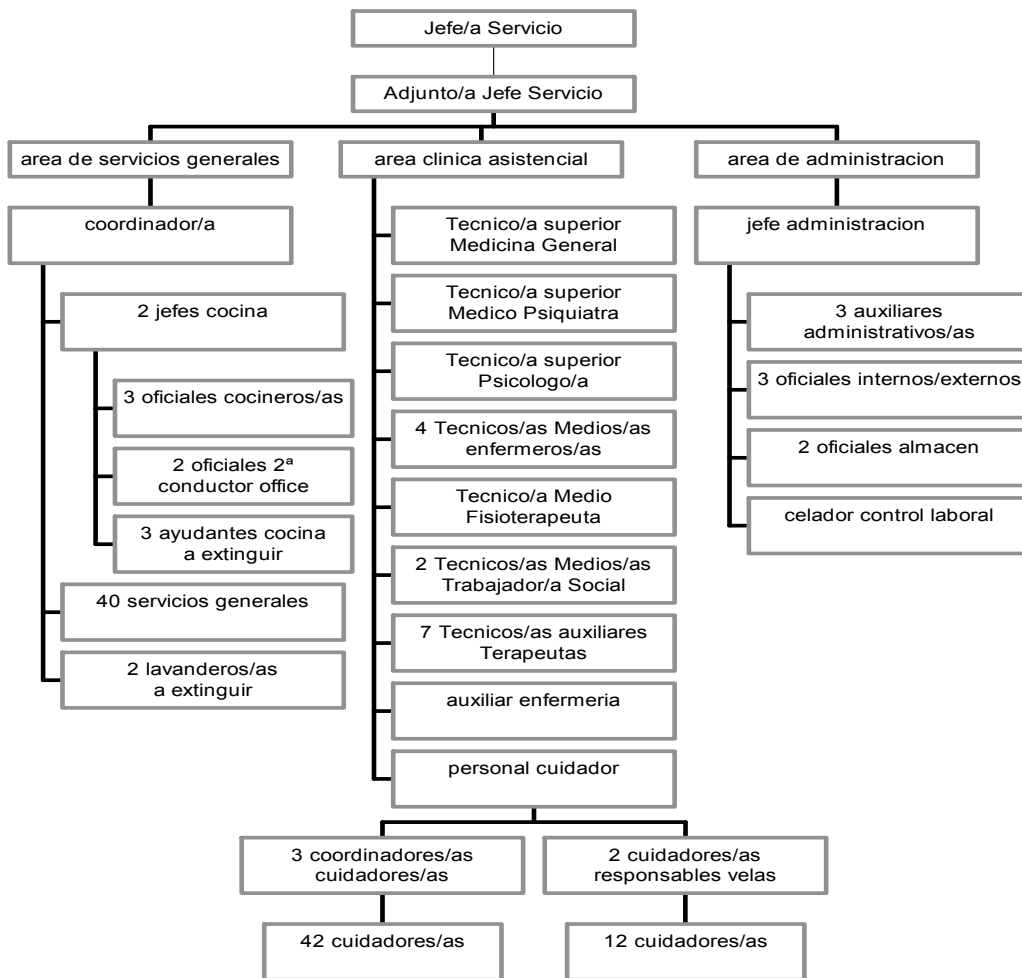 Jefe/a Servicio
Adjunto/a Jefe Servicio
area de servicios generales
coordinador/a
2 jefes cocina
3 oficiales cocineros/as
2 oficiales 2ª
conductor office
3 ayudantes cocina
a extinguir
40 servicios generales
2 lavanderos/as
a extinguir
area clinica asistencial
Tecnico/a superior
Medicina General
Tecnico/a superior
Medico Psiquiatra
Tecnico/a superior
Psicologo/a
4 Tecnicos/as Medios/as
enfermeros/as
Tecnico/a Medio
Fisioterapeuta
2 Tecnicos/as Medios/as
Trabajador/a Social
7 Tecnicos/as auxiliares
Terapeutas
auxiliar enfermeria
personal cuidador
3 coordinadores/as
cuidadores/as
42 cuidadores/as
2 cuidadores/as
responsables velas
12 cuidadores/as
area de administracion
jefe administracion
3 auxiliares
administrativos/as
3 oficiales internos/externos
2 oficiales almacen
celador control laboral